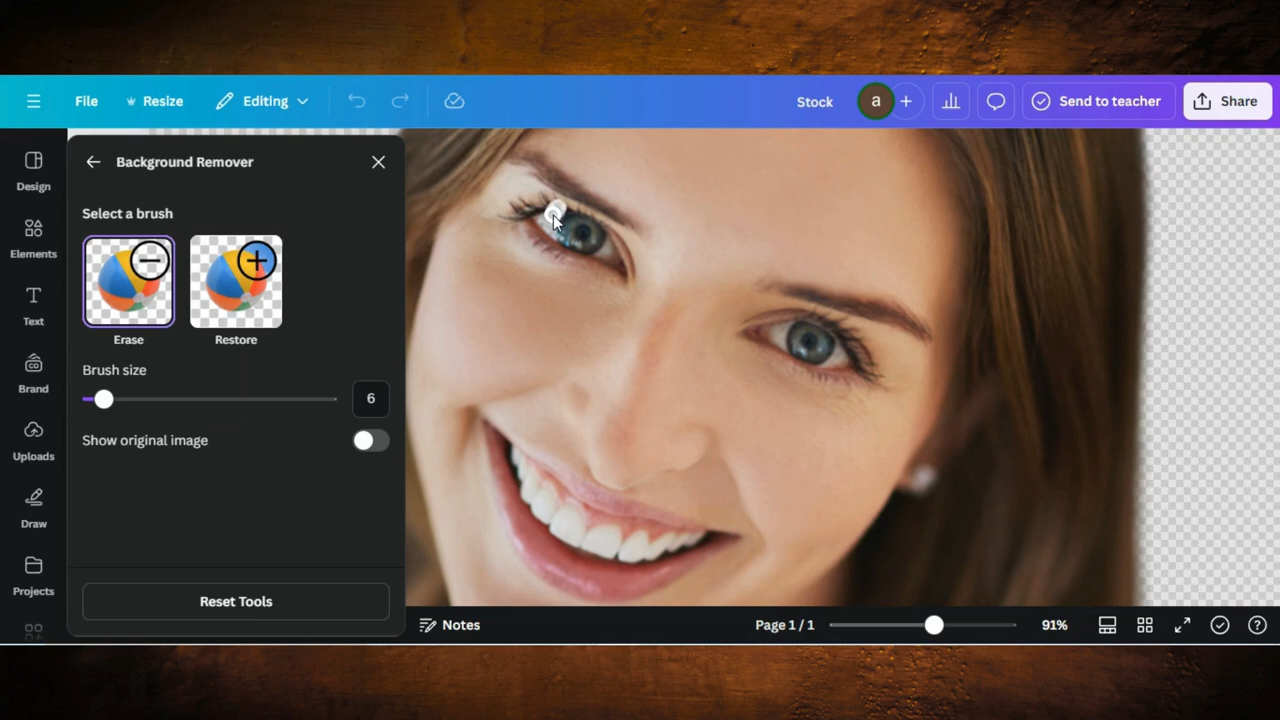 File
Resize
Editing
Stock
a
Send to teacher
Share
Design
Elements
Text
Brand
Uploads
Draw
Projects
Background Remover
Select a brush
Erase
Restore
Brush size
6
Show original image
Reset Tools
Notes
Page 1 / 1
91%